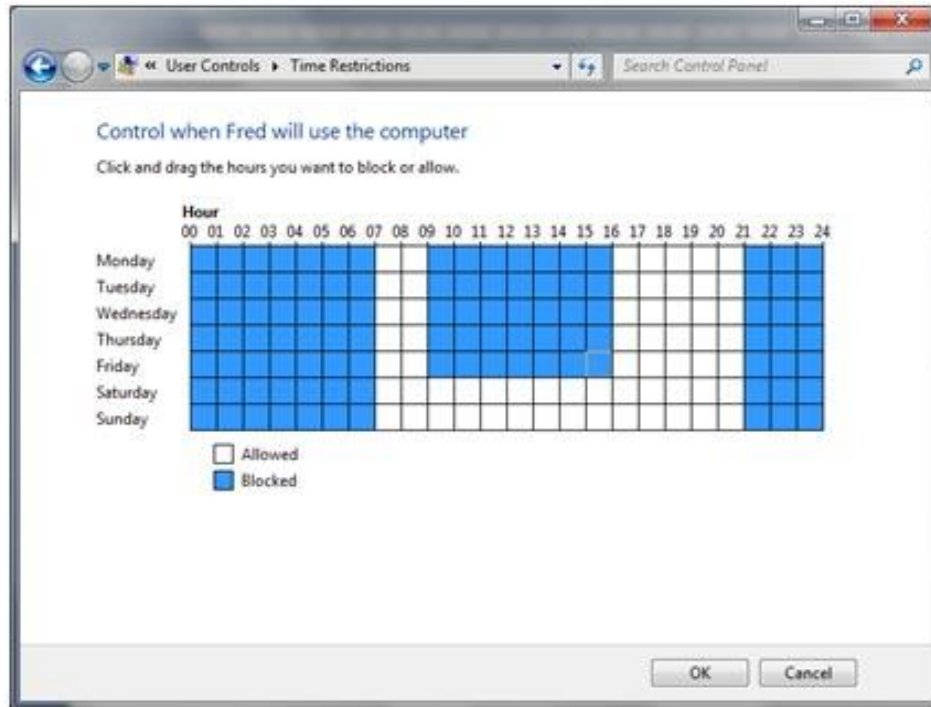 « User Controls ▸ Time Restrictions
Search Control Panel
Control when Fred will use the computer
Click and drag the hours you want to block or allow.
Hour
00 01 02 03 04 05 06 07 08 09 10 11 12 13 14 15 16 17 18 19 20 21 22 23 24
Monday
Tuesday
Wednesday
Thursday
Friday
Saturday
Sunday
Allowed
Blocked
OK Cancel